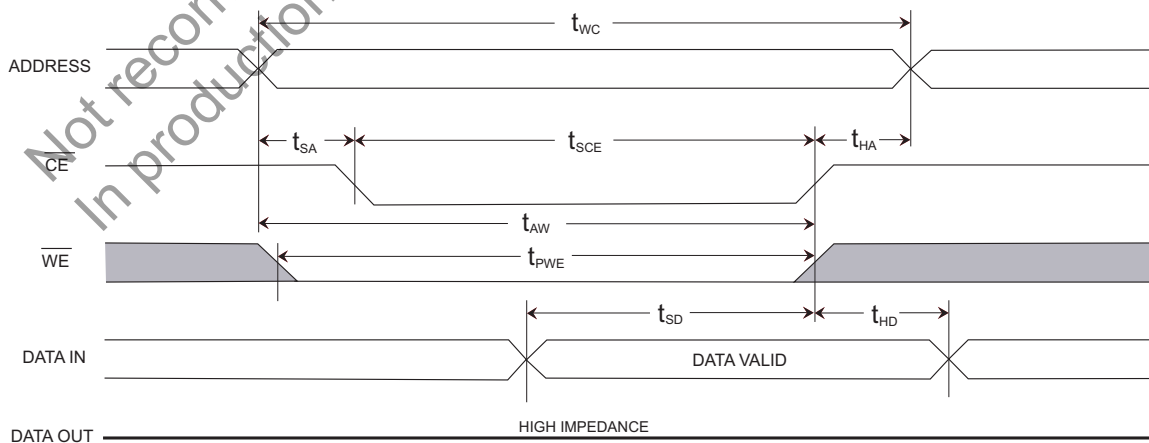 tWC
ADDRESS
Not recom
In production
tSA
tSCE
tHA
CE
tAW
WE
tPWE
tSD
tHD
DATA IN
DATA VALID
DATA OUT
HIGH IMPEDANCE